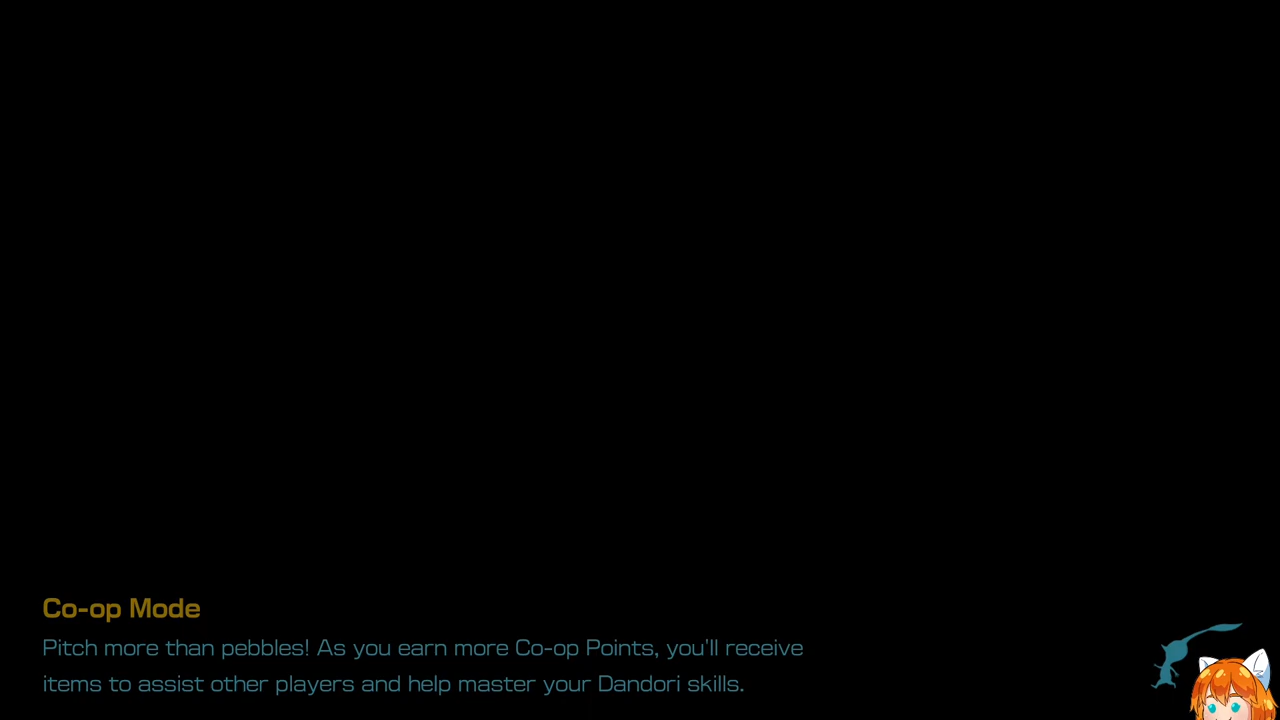 Co-op Mode
Pitch more than pebbles! As you earn more Co-op Points, you'll receive
items to assist other players and help master your Dandori skills.